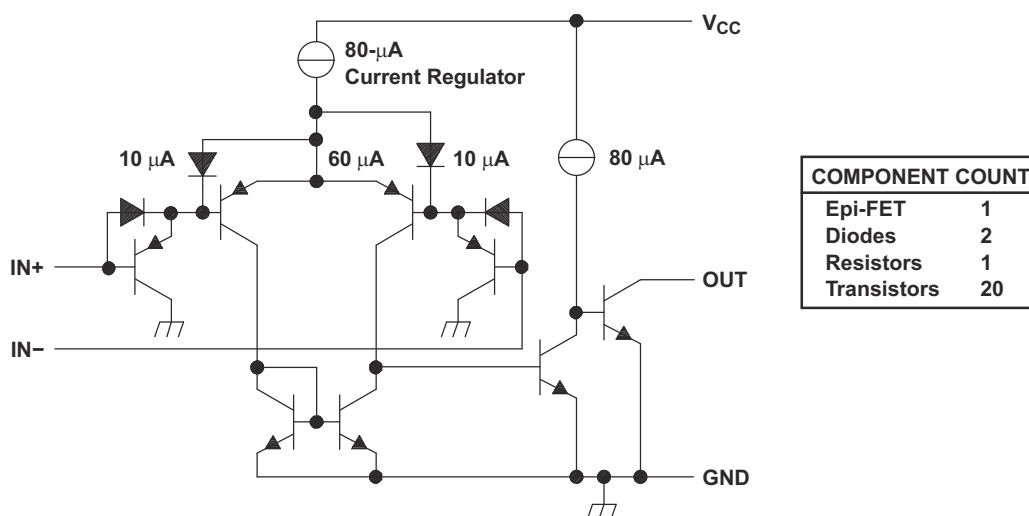 V_CC
80-µA
Current Regulator
10 µA
60 µA
10 µA
80 µA
IN+
OUT
IN−
GND
COMPONENT COUNT
Epi-FET 1
Diodes 2
Resistors 1
Transistors 20